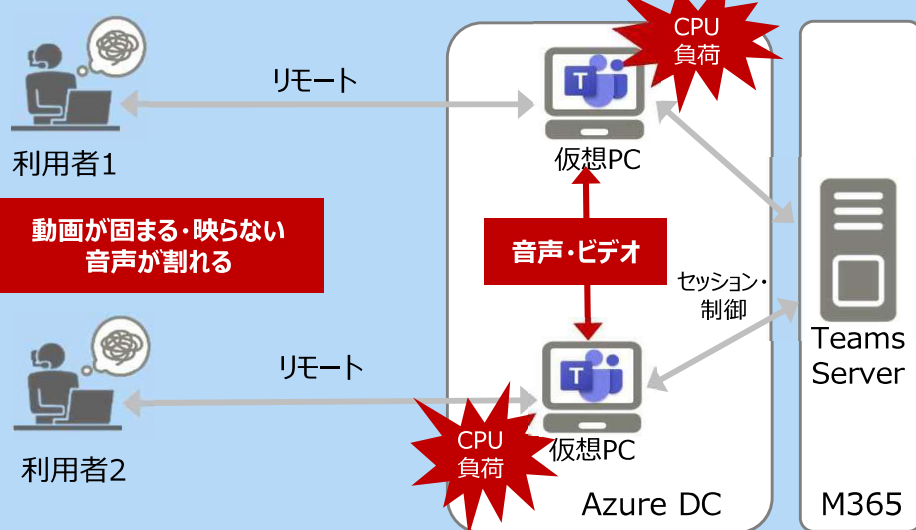 CPU
負荷
リモート
利用者1
仮想PC
動画が固まる・映らない
音声が割れる
音声・ビデオ
セッション・
制御
Teams
Server
リモート
利用者2
CPU
負荷
仮想PC
Azure DC
M365
T
T